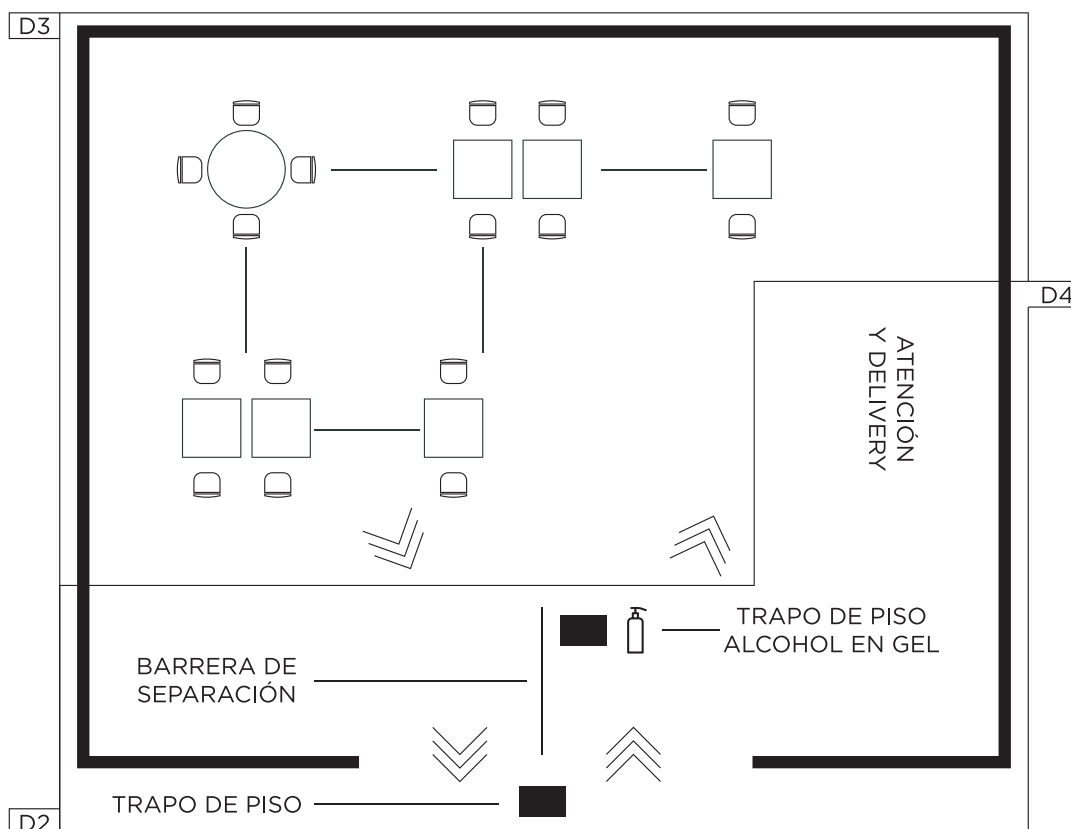 D3
D4
ATENCIÓN
Y DELIVERY
TRAPO DE PISO
ALCOHOL EN GEL
BARRERA DE
SEPARACIÓN
TRAPO DE PISO
D2